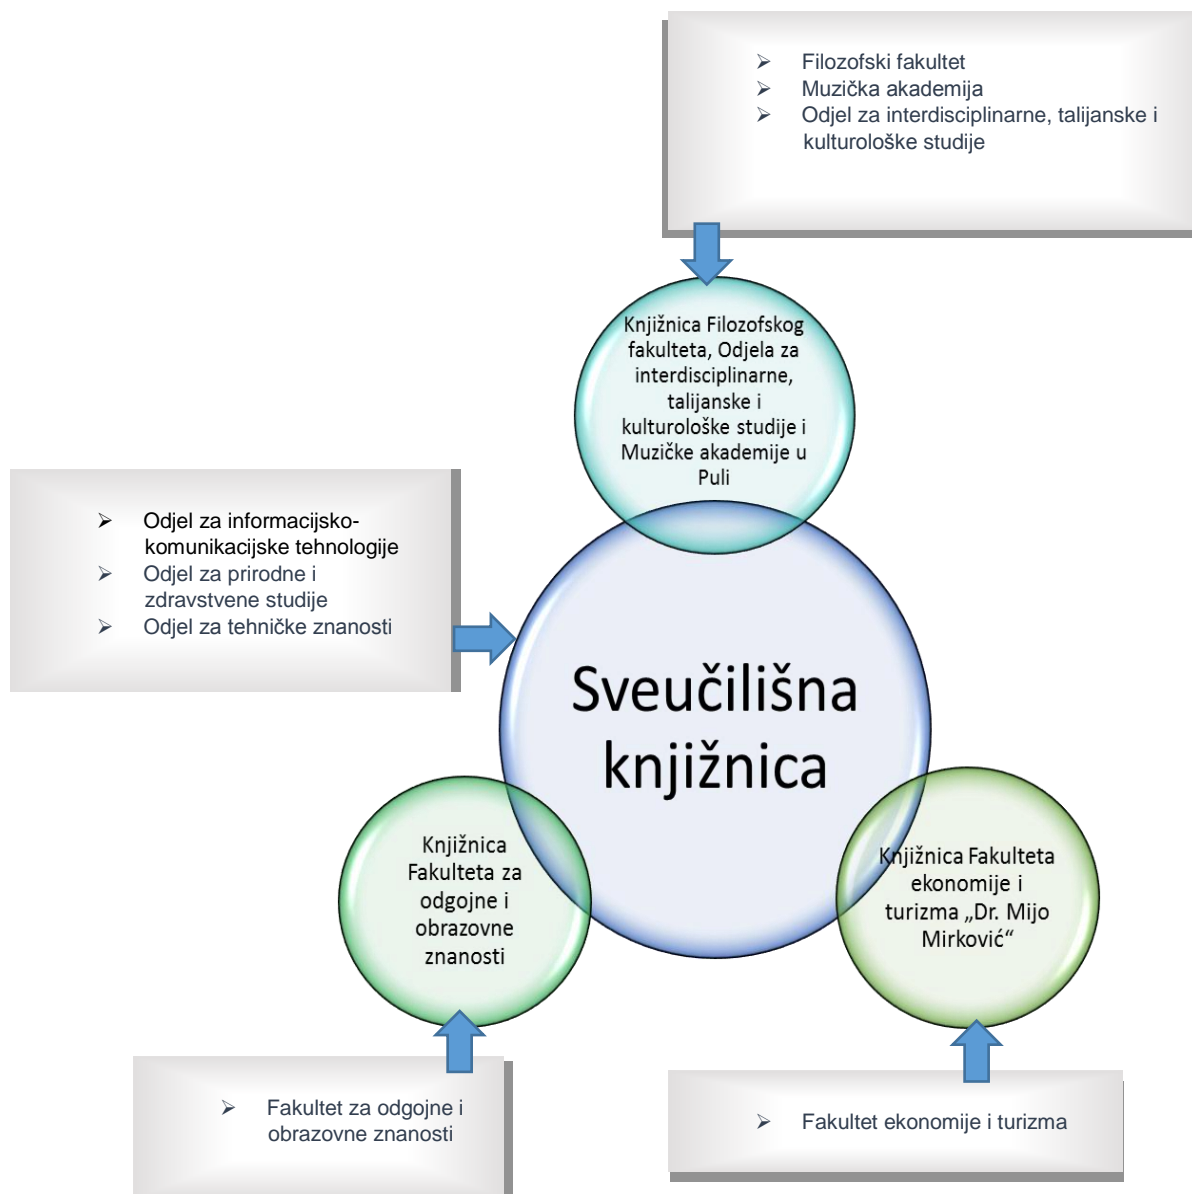 ➢ Filozofski fakultet
➢ Muzička akademija
➢ Odjel za interdisciplinarne, talijanske i
kulturološke studije
Knjižnica Filozofskog
fakulteta, Odjela za
interdisciplinarne,
talijanske i
kulturološke studije i
Muzičke akademije u
Puli
➢ Odjel za informacijsko-
komunikacijske tehnologije
➢ Odjel za prirodne i
zdravstvene studije
➢ Odjel za tehničke znanosti
Sveučilišna
knjižnica
Knjižnica
Fakulteta za
odgojne i
obrazovne
znanosti
Knjižnica Fakulteta
ekonomije i
turizma „Dr. Mijo
Mirković“
➢ Fakultet za odgojne i
obrazovne znanosti
➢ Fakultet ekonomije i turizma